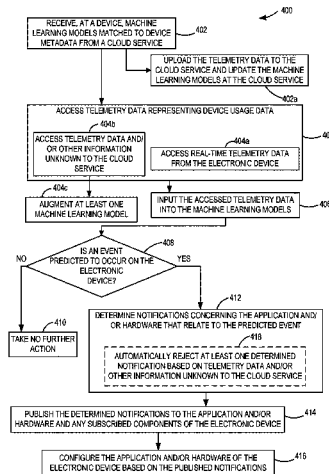 400
RECEIVE, AT A DEVICE, MACHINE
LEARNING MODELS MATCHED TO DEVICE
METADATA FROM A CLOUD SERVICE
402
UPLOAD THE TELEMETRY DATA TO THE
CLOUD SERVICE AND UPDATE THE MACHINE
LEARNING MODELS AT THE CLOUD SERVICE
402a
ACCESS TELEMETRY DATA REPRESENTING DEVICE USAGE DATA
404b
ACCESS TELEMETRY DATA AND/
OR OTHER INFORMATION
UNKNOWN TO THE CLOUD
SERVICE
404a
ACCESS REAL-TIME TELEMETRY DATA
FROM THE ELECTRONIC DEVICE
404c
AUGMENT AT LEAST ONE
MACHINE LEARNING MODEL
INPUT THE ACCESSED TELEMETRY DATA
INTO THE MACHINE LEARNING MODELS
408
IS AN
EVENT
PREDICTED TO OCCUR ON THE
ELECTRONIC
DEVICE?
NO
YES
410
TAKE NO FURTHER
ACTION
412
DETERMINE NOTIFICATIONS CONCERNING THE APPLICATION AND/
OR HARDWARE THAT RELATE TO THE PREDICTED EVENT
418
AUTOMATICALLY REJECT AT LEAST ONE DETERMINED
NOTIFICATION BASED ON TELEMETRY DATA AND/OR
OTHER INFORMATION UNKNOWN TO THE CLOUD SERVICE
PUBLISH THE DETERMINED NOTIFICATIONS TO THE APPLICATION AND/OR
HARDWARE AND ANY SUBSCRIBED COMPONENTS OF THE ELECTRONIC DEVICE
414
CONFIGURE THE APPLICATION AND/OR HARDWARE OF THE
ELECTRONIC DEVICE BASED ON THE PUBLISHED NOTIFICATIONS
416